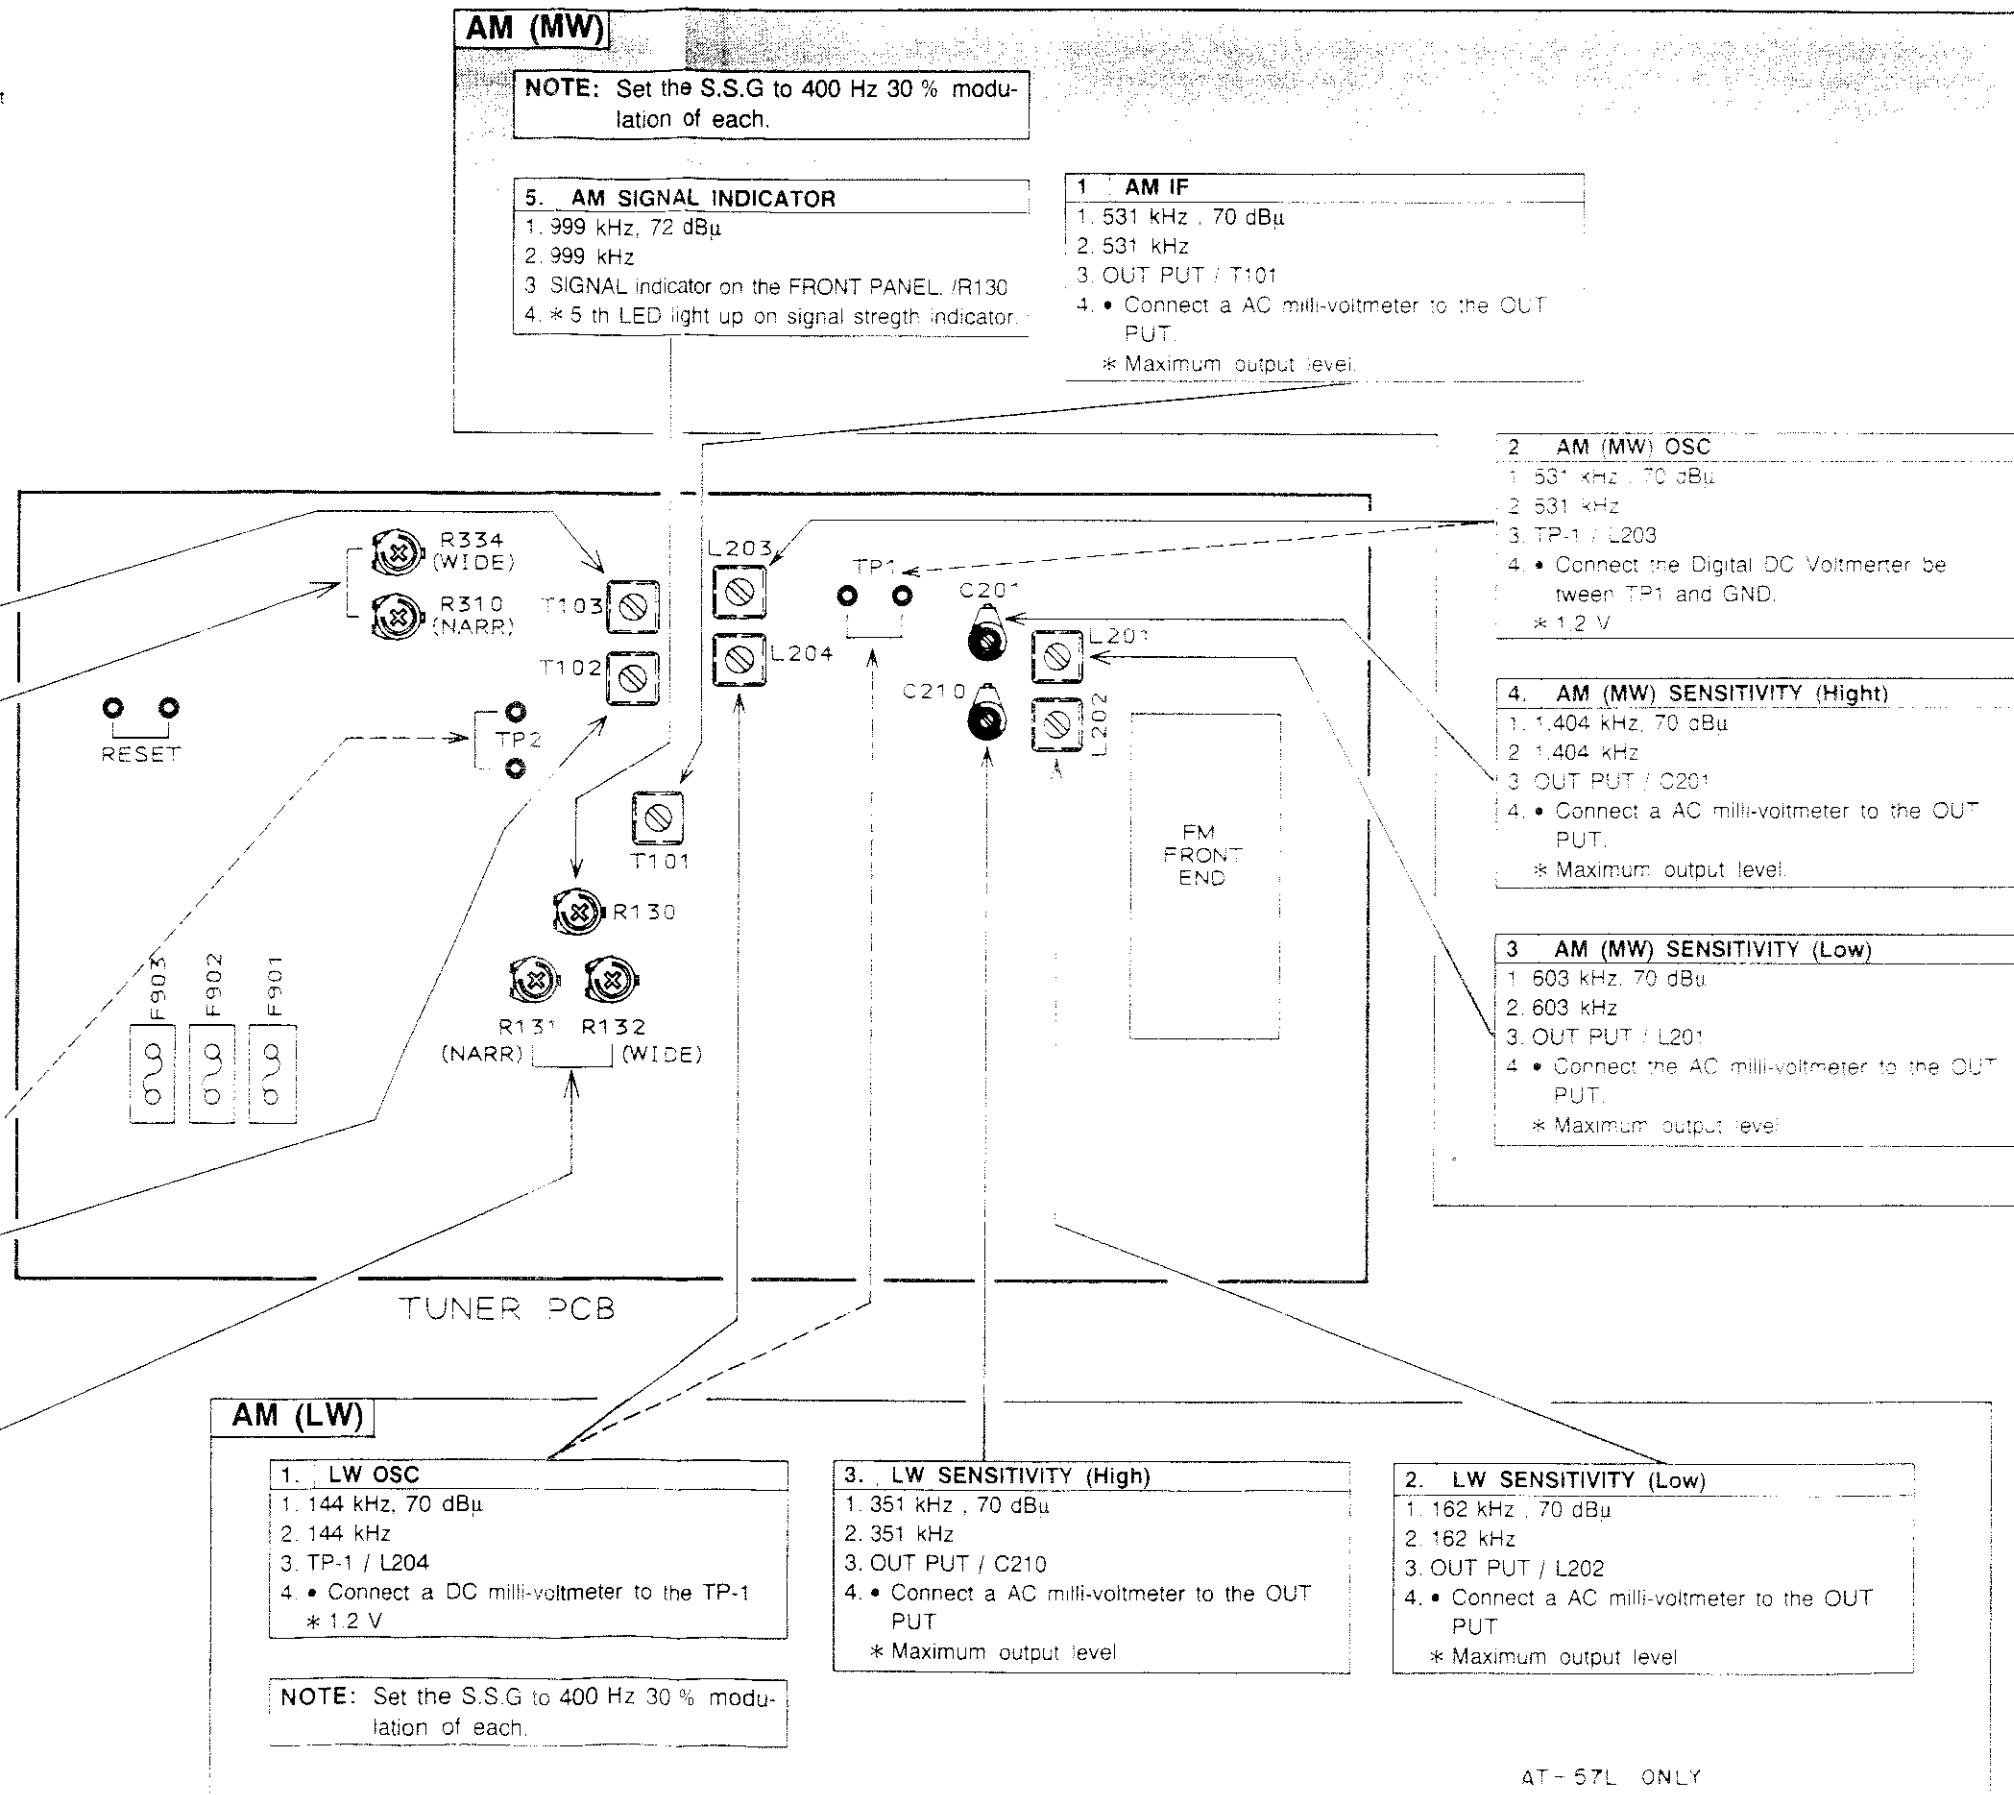 AM (MW)
t
NOTE: Set the S.S.G to 400 Hz 30 % modu-
lation of each.
5. AM SIGNAL INDICATOR
1. 999 kHz, 72 dBµ
2. 999 kHz
3 SIGNAL indicator on the FRONT PANEL. /R130
4. * 5 th LED light up on signal stregth indicator.
1 AM IF
1. 531 kHz , 70 dBµ
2. 531 kHz
3. OUT PUT / T101
4. • Connect a AC milli-voltmeter to the OUT
PUT.
* Maximum output level.
2 AM (MW) OSC
1 531 kHz , 70 dBµ
2 531 kHz
3. TP-1 / L203
4. • Connect the Digital DC Voltmerter be
tween TP1 and GND.
* 1.2 V
4. AM (MW) SENSITIVITY (Hight)
1. 1,404 kHz, 70 dBµ
2 1,404 kHz
3 OUT PUT / C201
4. • Connect a AC milli-voltmeter to the OUT
PUT.
* Maximum output level.
3 AM (MW) SENSITIVITY (Low)
1 603 kHz, 70 dBµ
2. 603 kHz
3. OUT PUT / L201
4 • Connect the AC milli-voltmeter to the OUT
PUT.
* Maximum output level
R334
(WIDE)
R310
(NARR)
T103
T102
L203
L204
TP1
C201
L201
C210
L202
RESET
TP2
T101
R130
FM
FRONT
END
F903
F902
F901
R131 R132
(NARR) (WIDE)
TUNER PCB
AM (LW)
1. LW OSC
1. 144 kHz, 70 dBµ
2. 144 kHz
3. TP-1 / L204
4. • Connect a DC milli-voltmeter to the TP-1
* 1.2 V
NOTE: Set the S.S.G to 400 Hz 30 % modu-
lation of each.
3. LW SENSITIVITY (High)
1. 351 kHz , 70 dBµ
2. 351 kHz
3. OUT PUT / C210
4. • Connect a AC milli-voltmeter to the OUT
PUT
* Maximum output level
2. LW SENSITIVITY (Low)
1. 162 kHz , 70 dBµ
2. 162 kHz
3. OUT PUT / L202
4. • Connect a AC milli-voltmeter to the OUT
PUT
* Maximum output level
AT-57L ONLY